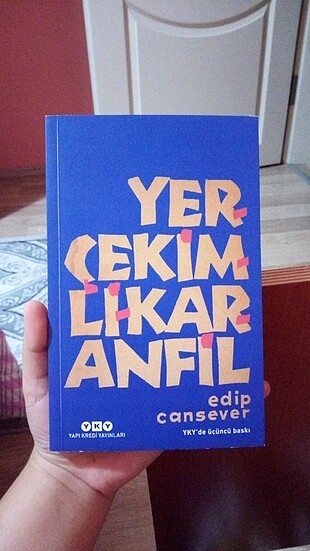 YER-
ÇEKİM-
Lİ-KAR-
ANFİL
edip
cansever
YKY
YAPI KREDİ YAYINLARI
YKY'de üçüncü baskı